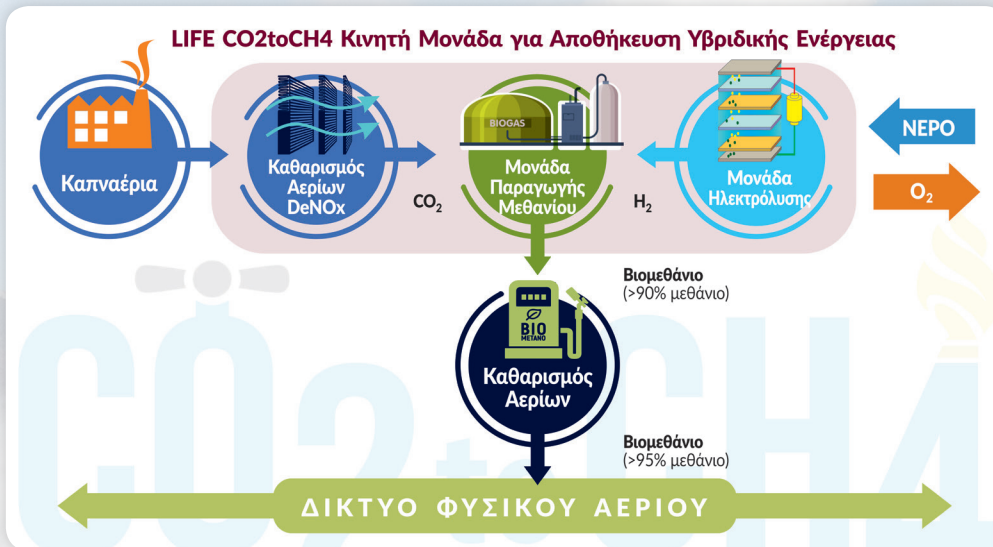 LIFE CO2toCH4 Κινητή Μονάδα για Αποθήκευση Υβριδικής Ενέργειας
Καπναέρια
Καθαρισμός
Αερίων
DeNOx
CO₂
BIOGAS
Μονάδα
Παραγωγής
Μεθανίου
H₂
Μονάδα
Ηλεκτρόλυσης
ΝΕΡΟ
O₂
Βιομεθάνιο
(>90% μεθάνιο)
BIO
METANO
Καθαρισμός
Αερίων
Βιομεθάνιο
(>95% μεθάνιο)
ΔΙΚΤΥΟ ΦΥΣΙΚΟΥ ΑΕΡΙΟΥ
CO2toCH4